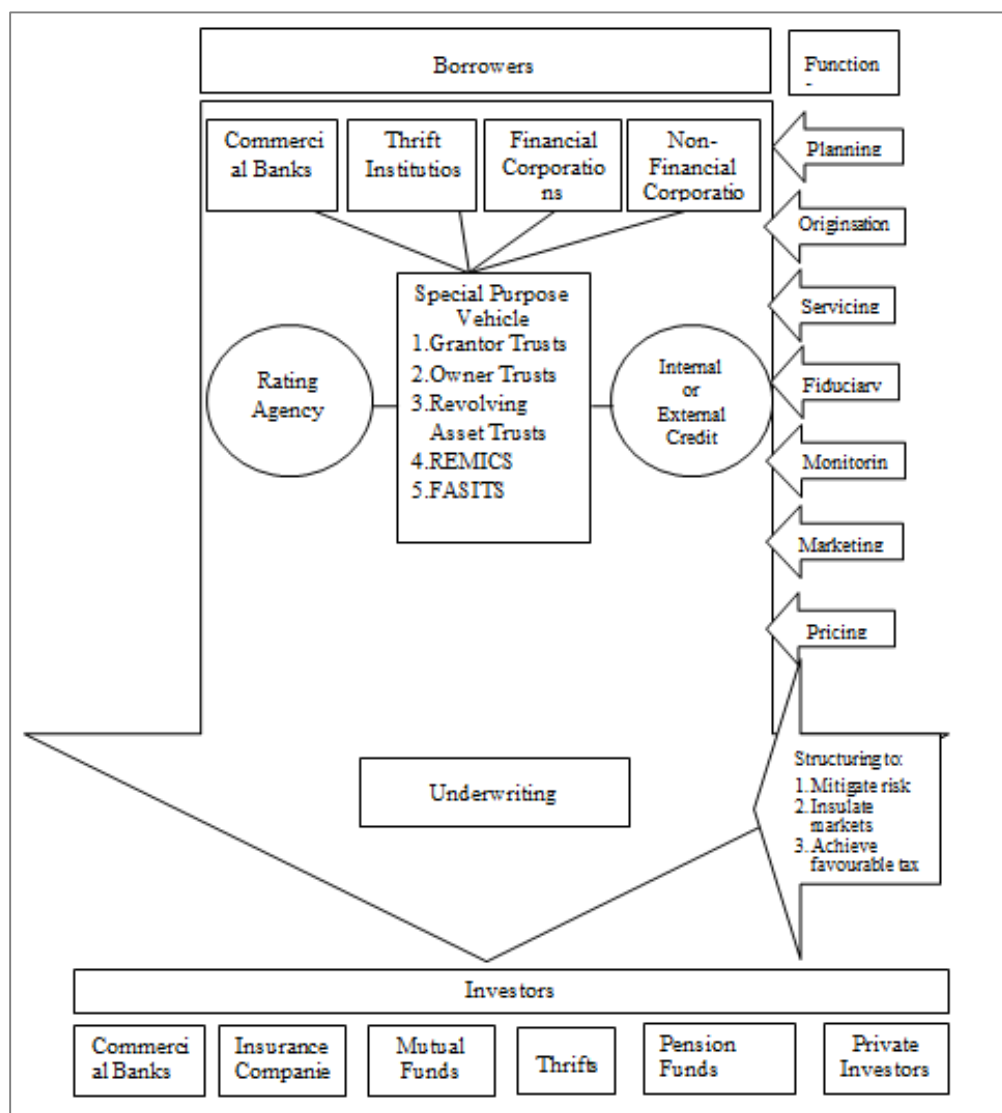 Borrowers
Function
Commerci
al Banks
Thrift
Institutios
Financial
Corporatio
ns
Non-
Financial
Corporatio
Planning
Originsation
Servicing
Fiduciary
Monitorin
Marketing
Pricing
Special Purpose
Vehicle
1.Grantor Trusts
2.Owner Trusts
3.Revolving
Asset Trusts
4.REMICS
5.FASITS
Rating
Agency
Internal
or
External
Credit
Structuring to:
1.Mitigate risk
2.Insulate
markets
3.Achieve
favourable tax
Underwriting
Investors
Commerci
al Banks
Insurance
Companie
Mutual
Funds
Thrifts
Pension
Funds
Private
Investors